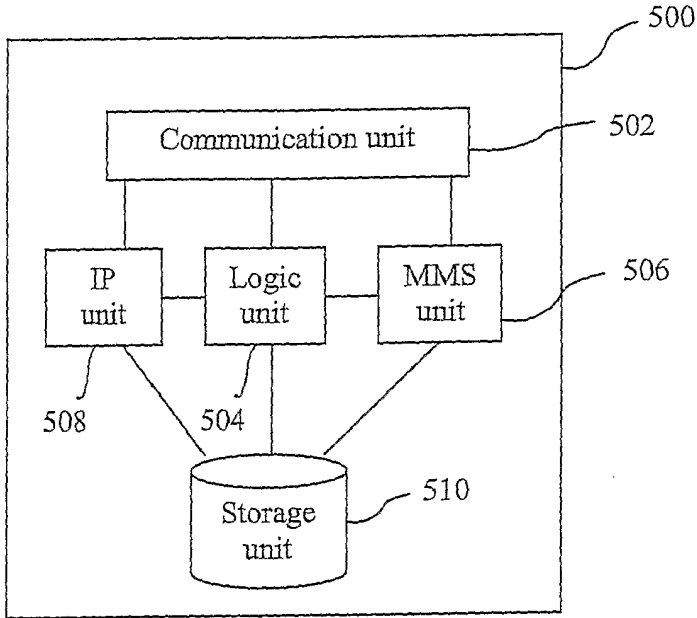 500
Communication unit
502
IP
unit
Logic
unit
MMS
unit
506
508
504
Storage
unit
510